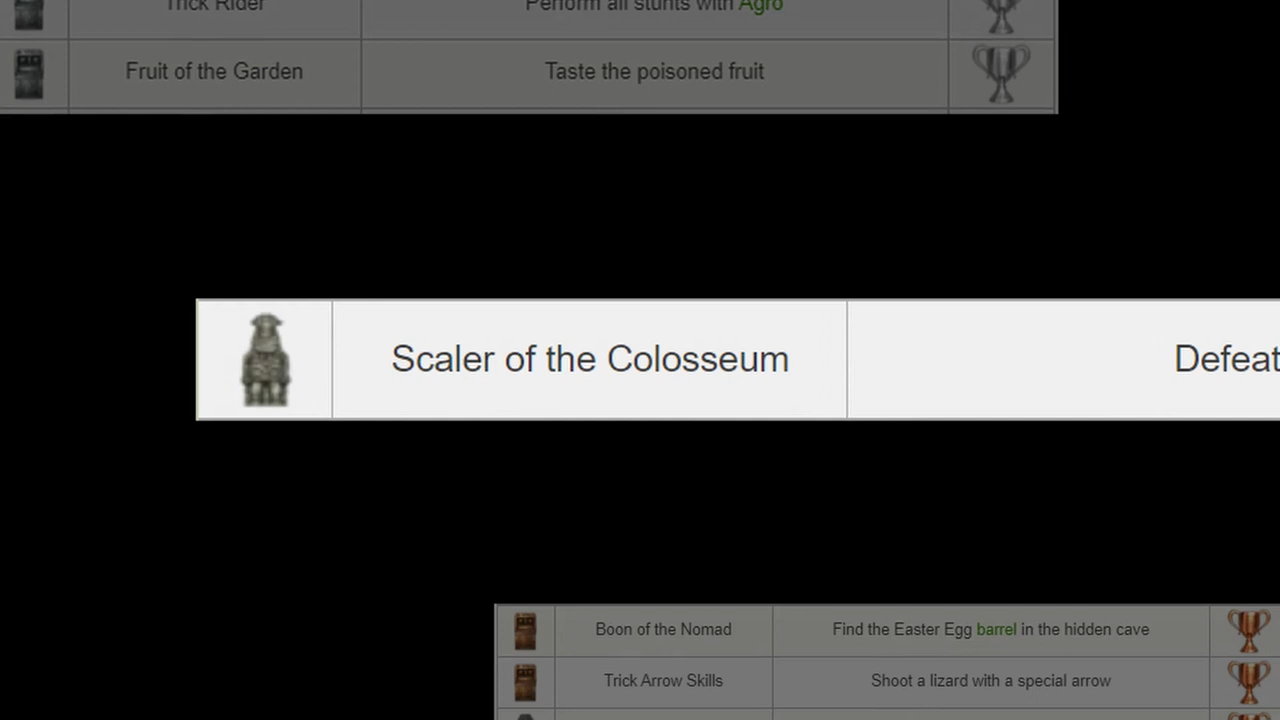 Trick Rider Perform all stunts with Agro
Fruit of the Garden Taste the poisoned fruit
Scaler of the Colosseum Defeat
Boon of the Nomad Find the Easter Egg barrel in the hidden cave
Trick Arrow Skills Shoot a lizard with a special arrow